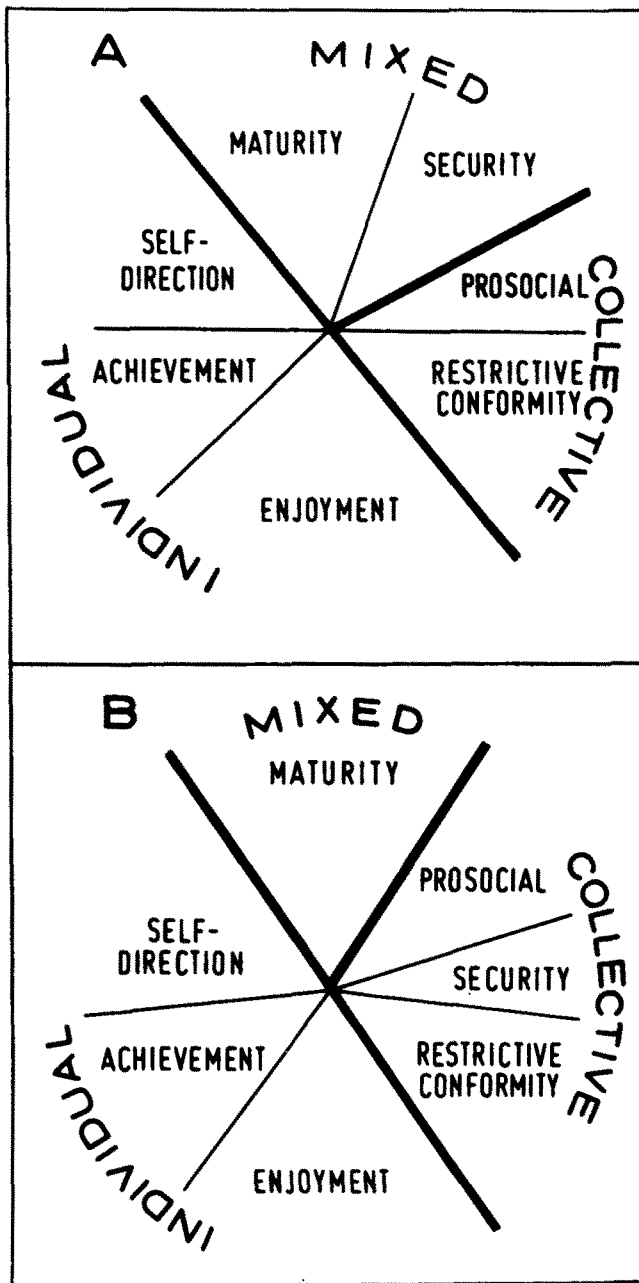 A
MIXED
MATURITY
SECURITY
SELF-
DIRECTION
PROSOCIAL
COLLECTIVE
ACHIEVEMENT
RESTRICTIVE
CONFORMITY
INDIVIDUAL
ENJOYMENT
B
MIXED
MATURITY
PROSOCIAL
COLLECTIVE
SELF-
DIRECTION
SECURITY
ACHIEVEMENT
RESTRICTIVE
CONFORMITY
INDIVIDUAL
ENJOYMENT